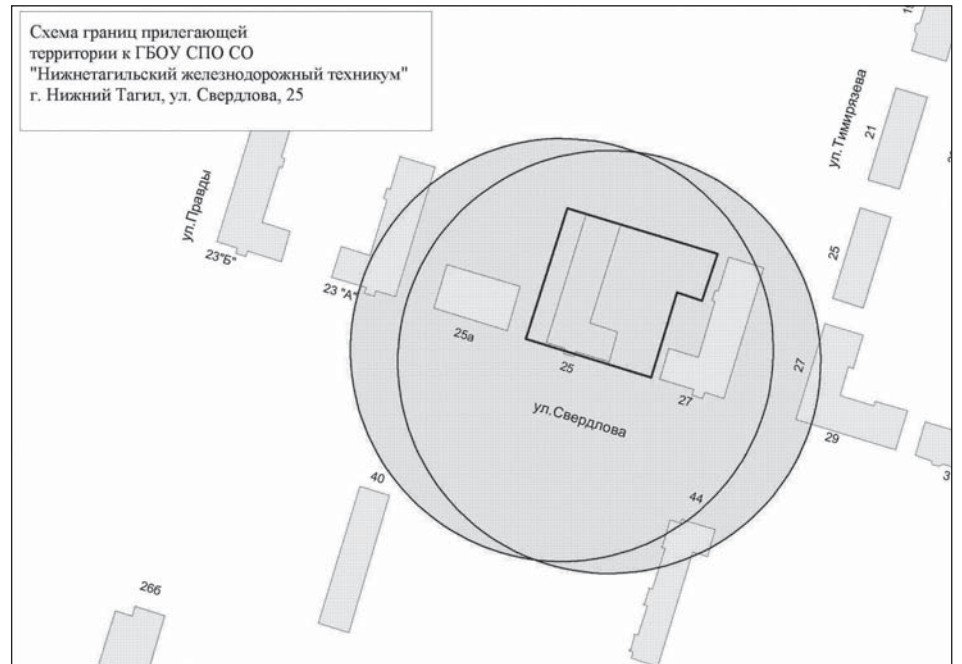 Схема границ прилегающей
территории к ГБОУ СПО СО
"Нижнетагильский железнодорожный техникум"
г. Нижний Тагил, ул. Свердлова, 25
ул.Тимирязева
21
ул.Правды
23"Б"
25
23 "А"
25а
25
27
27
ул.Свердлова
29
40
44
26б